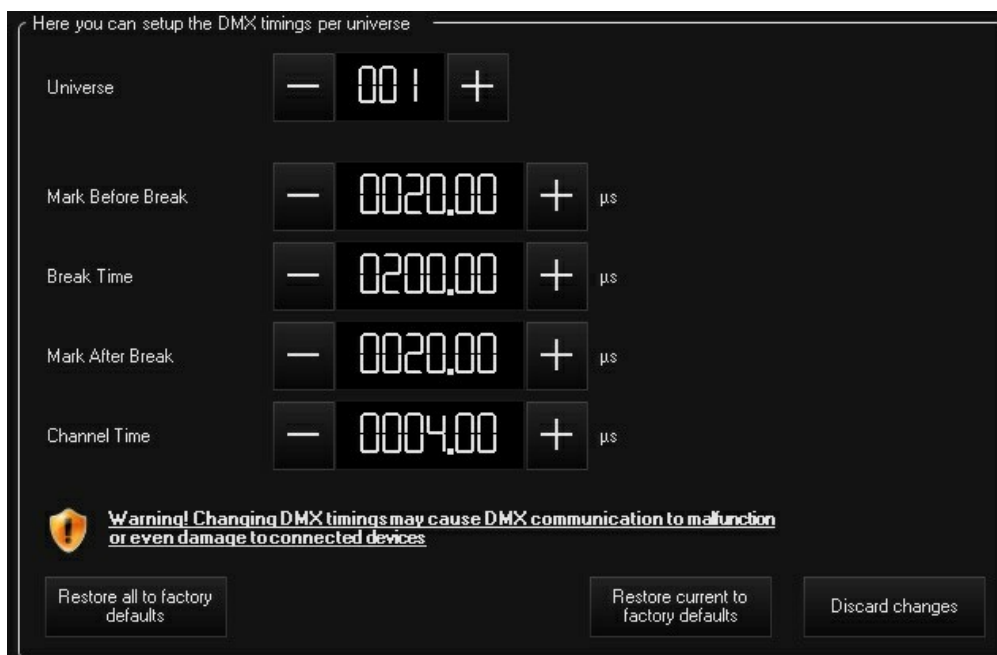 Here you can setup the DMX timings per universe
Universe — 001 +
Mark Before Break — 0020.00 + µs
Break Time — 0200.00 + µs
Mark After Break — 0020.00 + µs
Channel Time — 0004.00 + µs
Warning! Changing DMX timings may cause DMX communication to malfunction
or even damage to connected devices
Restore all to factory
defaults
Restore current to
factory defaults
Discard changes